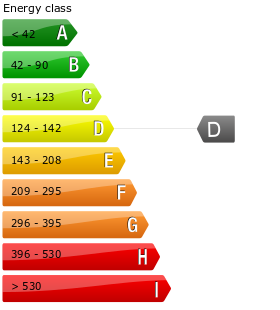 Energy class
< 42 A
42 - 90 B
91 - 123 C
124 - 142 D D
143 - 208 E
209 - 295 F
296 - 395 G
396 - 530 H
> 530 I